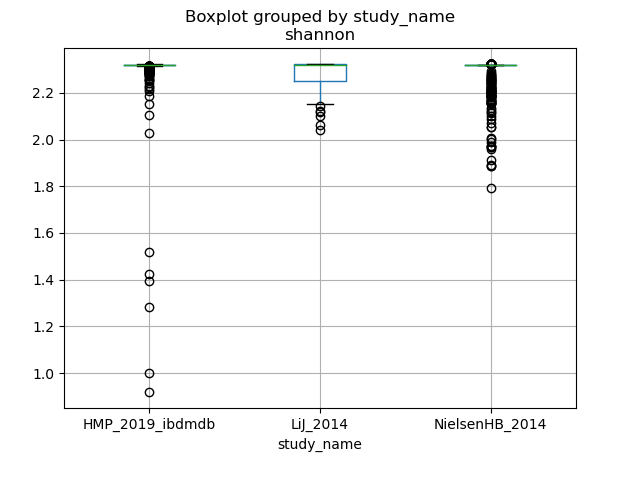 Boxplot grouped by study_name
shannon
2.2
2.0
1.8
1.6
1.4
1.2
1.0
HMP_2019_ibdmdb LiJ_2014 NielsenHB_2014
study_name